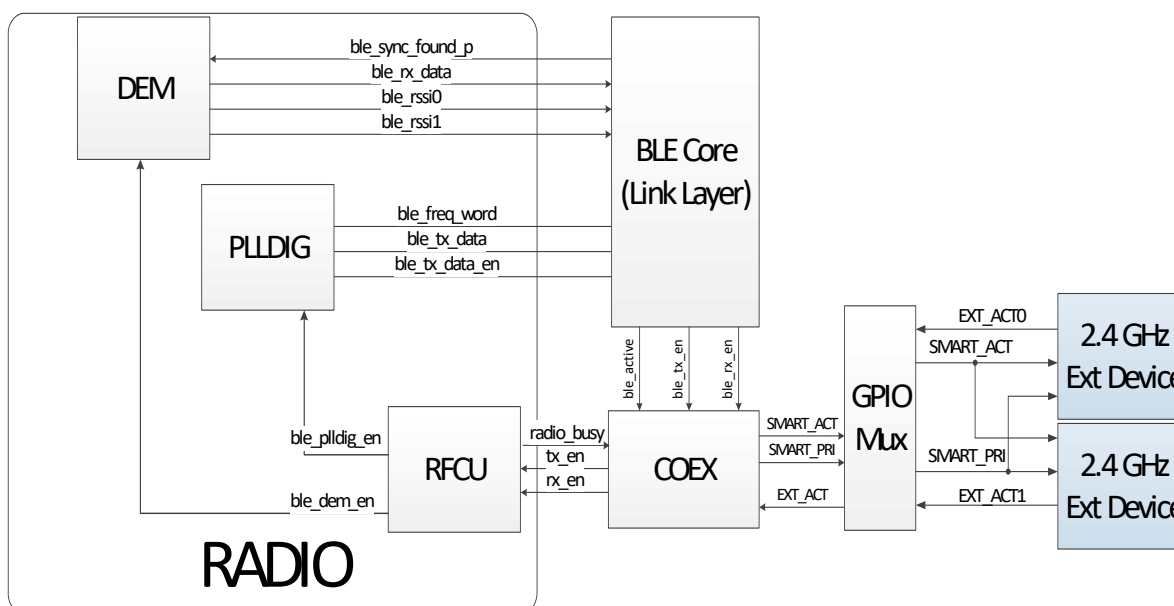 DEM
ble_sync_found_p
ble_rx_data
ble_rssi0
ble_rssi1
BLE Core
(Link Layer)
PLLDIG
ble_freq_word
ble_tx_data
ble_tx_data_en
ble_active
ble_tx_en
ble_rx_en
ble_plldig_en
ble_dem_en
RFCU
radio_busy
tx_en
rx_en
COEX
SMART_ACT
SMART_PRI
EXT_ACT
GPIO
Mux
EXT_ACT0
SMART_ACT
SMART_PRI
EXT_ACT1
2.4 GHz
Ext Device
2.4 GHz
Ext Device
RADIO